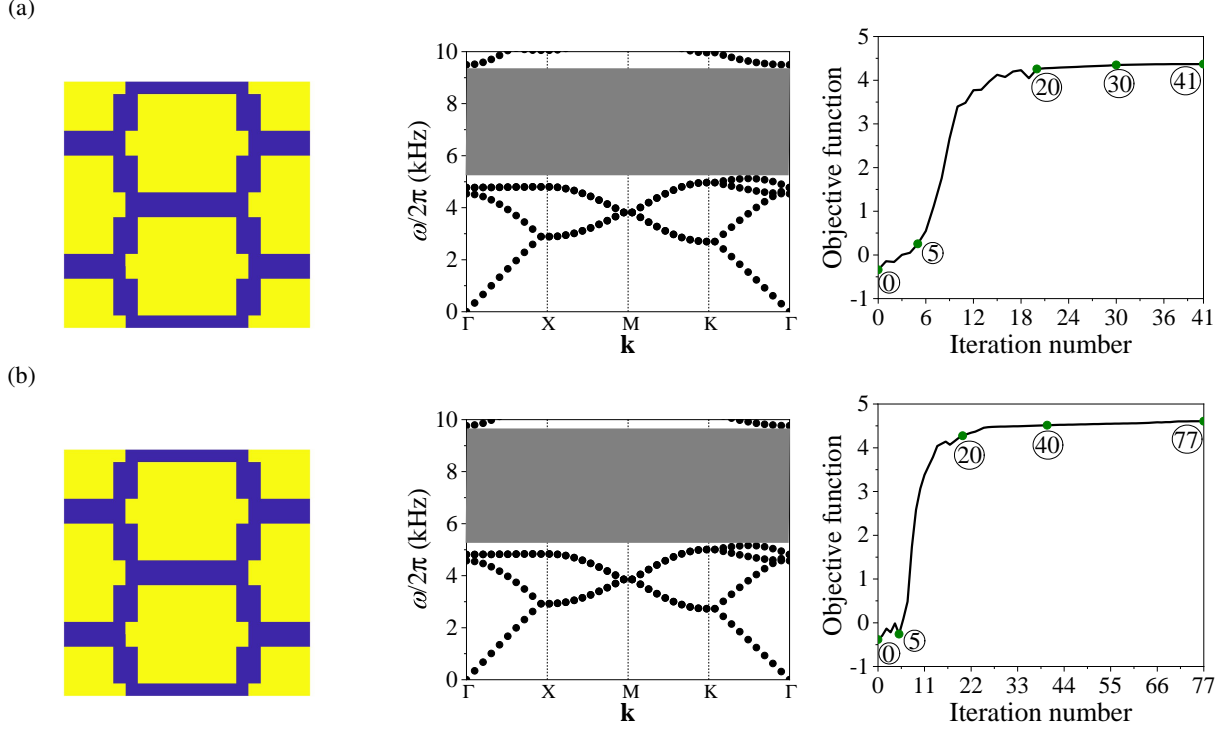 (a)
10
8
6
4
2
0
ω/2π (kHz)
Γ
X
M
K
Γ
k
5
4
3
2
1
0
-1
Objective function
0
5
20
30
41
0 6 12 18 24 30 36 41
Iteration number
(b)
10
8
6
4
2
0
ω/2π (kHz)
Γ
X
M
K
Γ
k
5
4
3
2
1
0
-1
Objective function
0
5
20
40
77
0 11 22 33 44 55 66 77
Iteration number